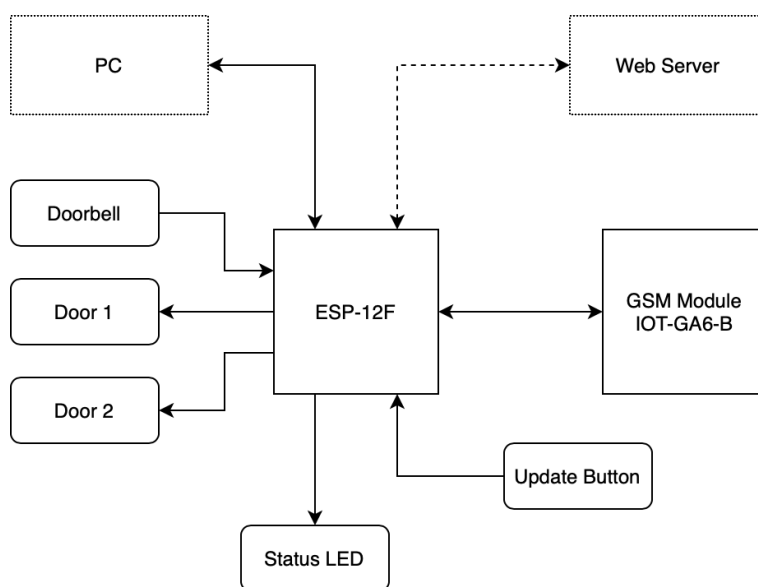 PC
Web Server
Doorbell
Door 1
ESP-12F
GSM Module
IOT-GA6-B
Door 2
Update Button
Status LED